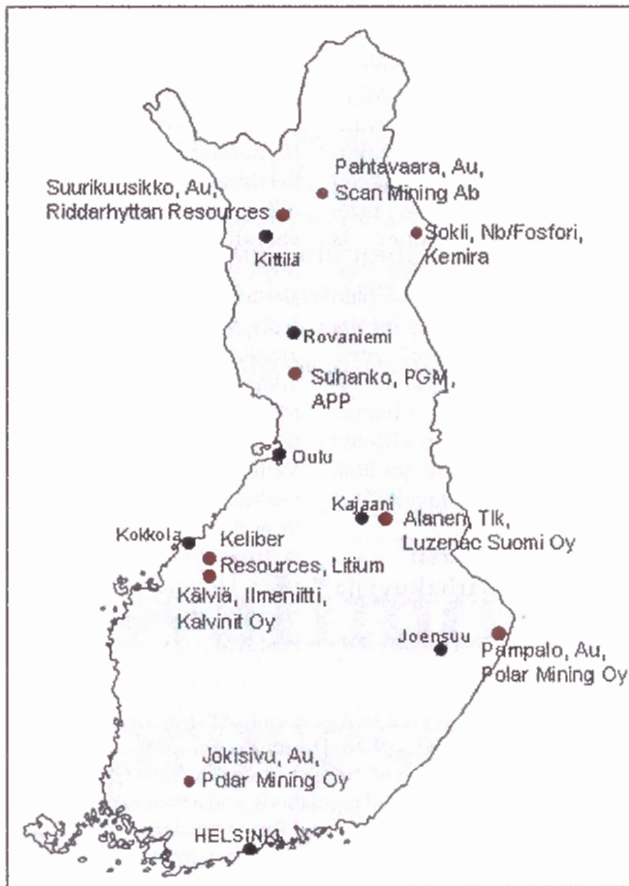 Pahtavaara, Au,
Scan Mining Ab
Suurikuusikko, Au,
Riddarhyttan Resources
Sokli, Nb/Fosfori,
Kemira
Kittilä
Rovaniemi
Suhanko, PGM,
APP
Oulu
Kajaani
Alanen, Tlk,
Luzenac Suomi Oy
Kokkola
Keliber
Resources, Litium
Kälviä, Ilmeniitti,
Kalvinit Oy
Joensuu
Pampalo, Au,
Polar Mining Oy
Jokisivu, Au,
Polar Mining Oy
HELSINKI